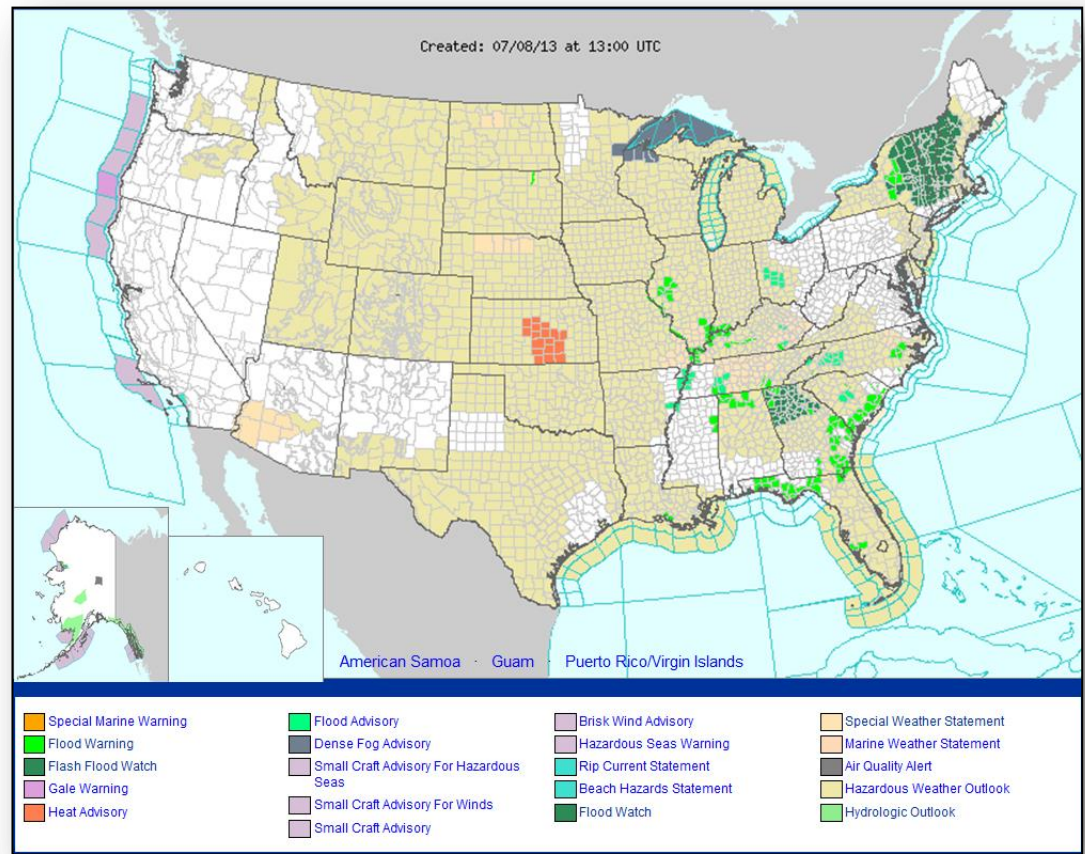 Created: 07/08/13 at 13:00 UTC
American Samoa · Guam · Puerto Rico/Virgin Islands
Special Marine Warning
Flood Warning
Flash Flood Watch
Gale Warning
Heat Advisory
Flood Advisory
Dense Fog Advisory
Small Craft Advisory For Hazardous
Seas
Small Craft Advisory For Winds
Small Craft Advisory
Brisk Wind Advisory
Hazardous Seas Warning
Rip Current Statement
Beach Hazards Statement
Flood Watch
Special Weather Statement
Marine Weather Statement
Air Quality Alert
Hazardous Weather Outlook
Hydrologic Outlook